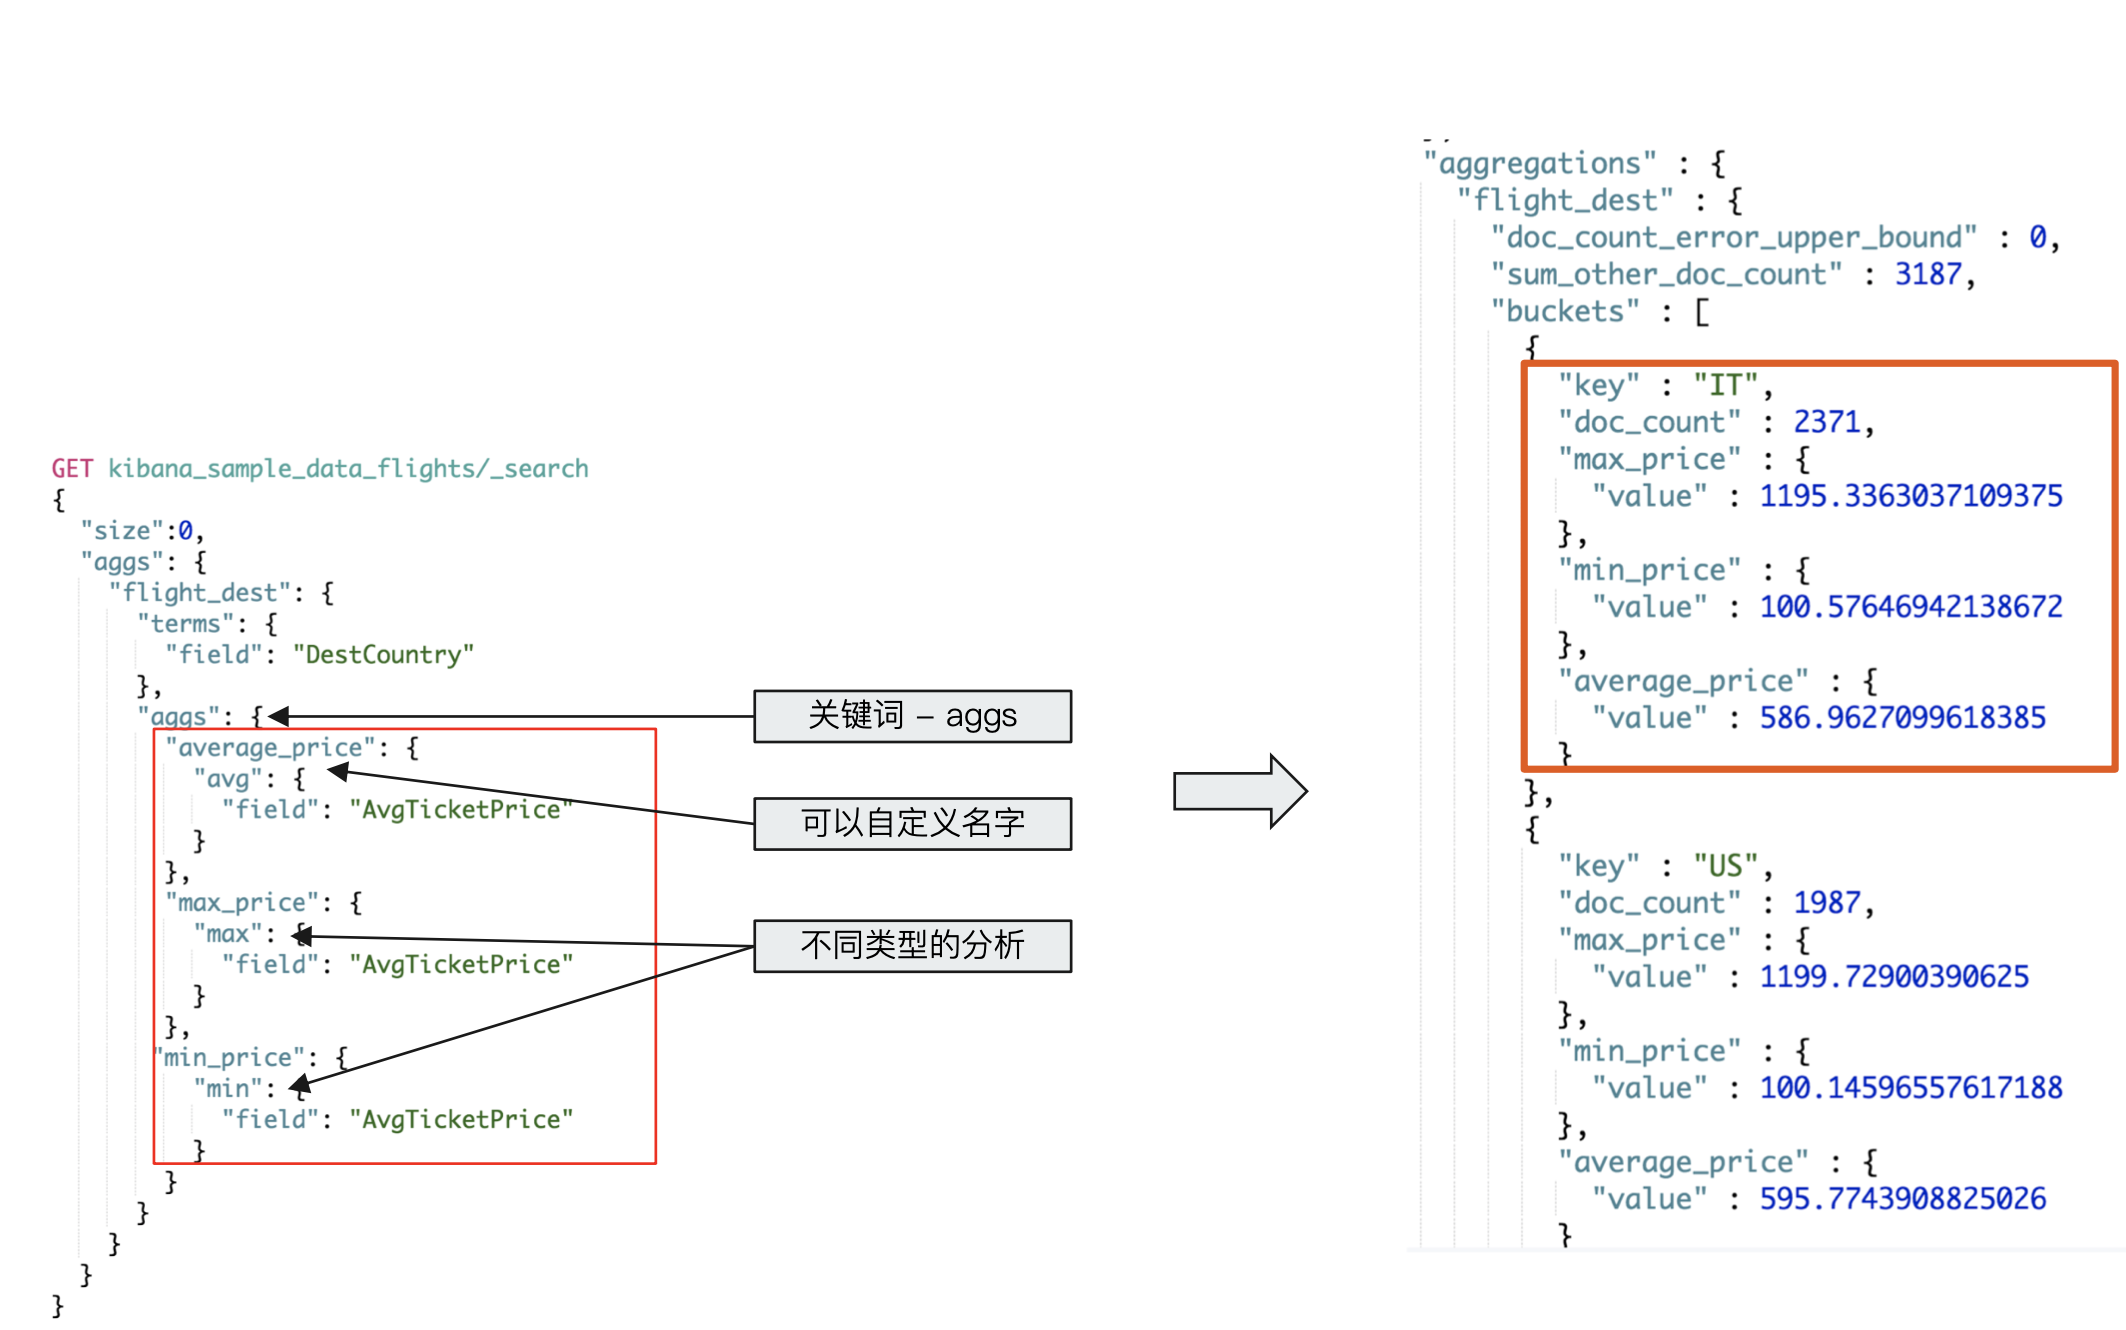 GET kibana_sample_data_flights/_search
{
"size":0,
"aggs": {
"flight_dest": {
"terms": {
"field": "DestCountry"
},
"aggs": {
"average_price": {
"avg": {
"field": "AvgTicketPrice"
}
},
"max_price": {
"max": {
"field": "AvgTicketPrice"
}
},
"min_price": {
"min": {
"field": "AvgTicketPrice"
}
}
}
}
}
}
关键词 – aggs
可以自定义名字
不同类型的分析
"aggregations" : {
"flight_dest" : {
"doc_count_error_upper_bound" : 0,
"sum_other_doc_count" : 3187,
"buckets" : [
{
"key" : "IT",
"doc_count" : 2371,
"max_price" : {
"value" : 1195.3363037109375
},
"min_price" : {
"value" : 100.57646942138672
},
"average_price" : {
"value" : 586.9627099618385
}
},
{
"key" : "US",
"doc_count" : 1987,
"max_price" : {
"value" : 1199.72900390625
},
"min_price" : {
"value" : 100.14596557617188
},
"average_price" : {
"value" : 595.7743908825026
}